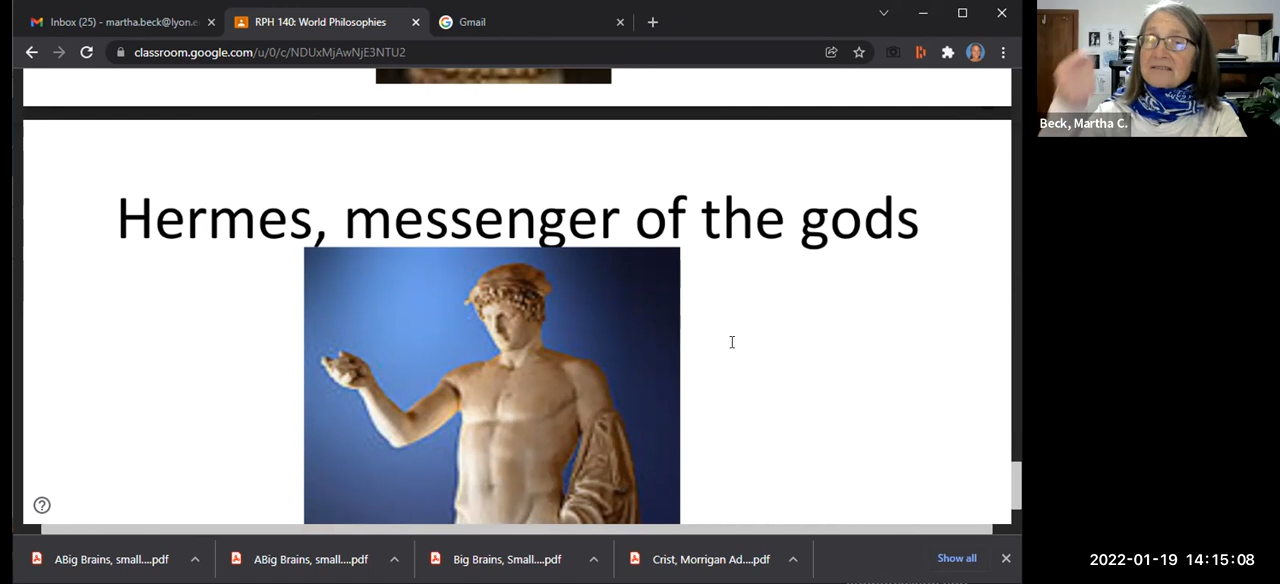 Inbox (25) - martha.beck@lyon.e
RPH 140: World Philosophies
Gmail
classroom.google.com/u/0/c/NDUxMjAwNjE3NTU2
Beck, Martha C.
Hermes, messenger of the gods
ABig Brains, small....pdf
ABig Brains, small....pdf
Big Brains, Small....pdf
Crist, Morrigan Ad....pdf
Show all
2022-01-19 14:15:08